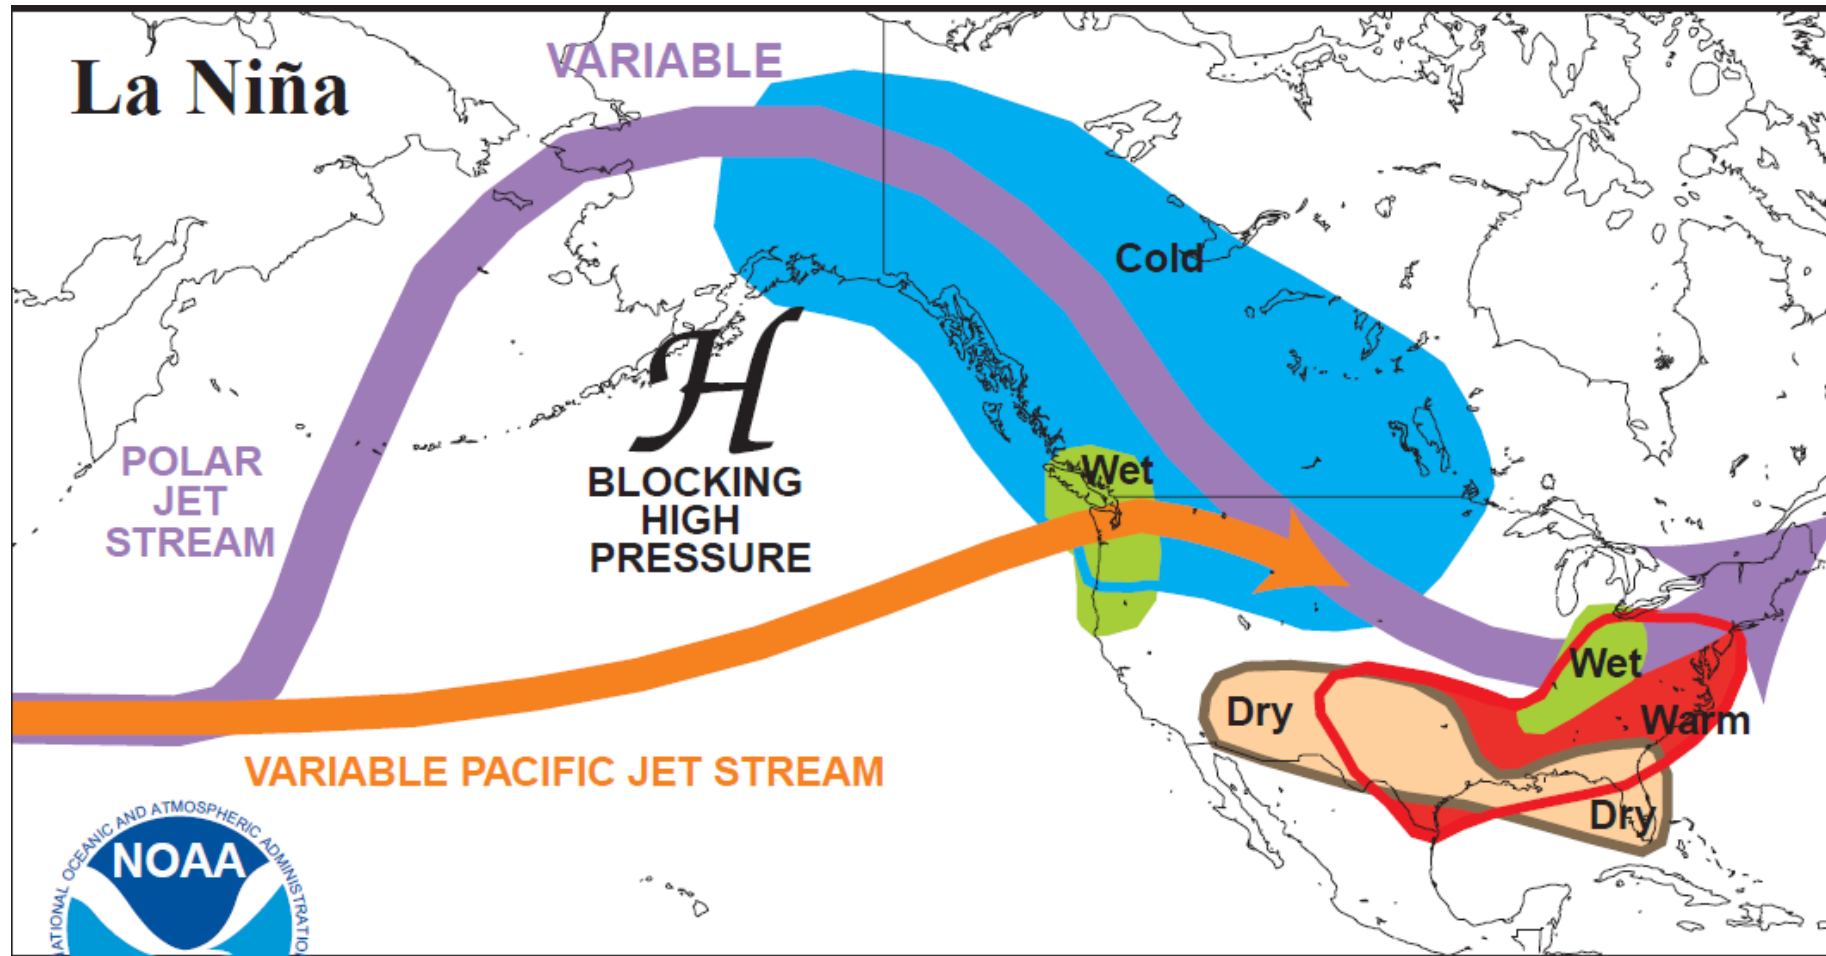 La Niña
VARIABLE
Cold
POLAR
JET
STREAM
H
BLOCKING
HIGH
PRESSURE
Wet
Wet
Dry
Warm
Dry
VARIABLE PACIFIC JET STREAM
NATIONAL OCEANIC AND ATMOSPHERIC ADMINISTRATION
NOAA